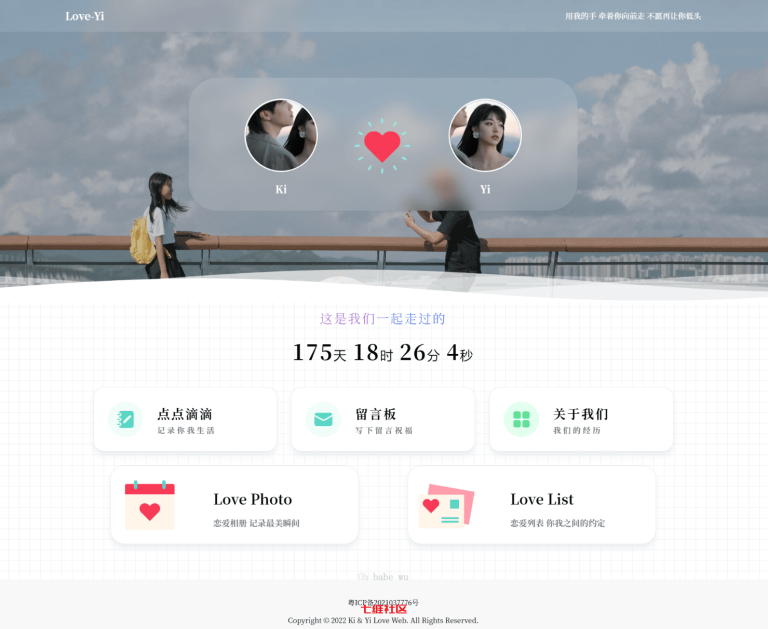 Love-Yi
用我的手 牵着你向前走 不愿再让你低头
Ki
Yi
这是我们一起走过的
175天 18时 26分 4秒
点点滴滴
记录你我生活
留言板
写下留言祝福
关于我们
我们的经历
Love Photo
恋爱相册 记录最美瞬间
Love List
恋爱列表 你我之间的约定
babe wu
粤ICP备2021037776号
七维社区
Copyright © 2022 Ki & Yi Love Web. All Rights Reserved.